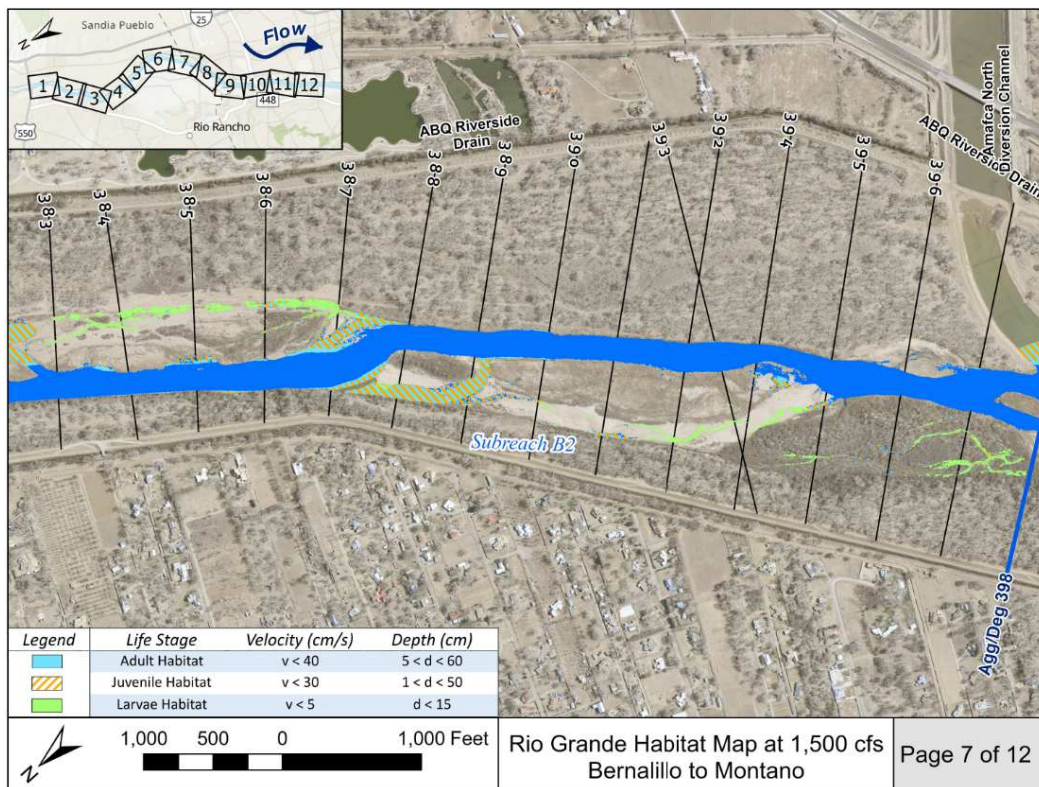 Sandia Pueblo
25
Flow
N
1 2 3 4 5 6 7 8 9 10 11 12
448
550
Rio Rancho
ABQ Riverside
Drain
Amafca North
Diversion Channel
ABQ Riverside Drain
383
384
385
386
387
388
389
390
393
392
394
395
396
Subreach B2
Agg/Deg 398
Legend Life Stage Velocity (cm/s) Depth (cm)
Adult Habitat v < 40 5 < d < 60
Juvenile Habitat v < 30 1 < d < 50
Larvae Habitat v < 5 d < 15
N
1,000 500 0 1,000 Feet
Rio Grande Habitat Map at 1,500 cfs
Bernalillo to Montano
Page 7 of 12